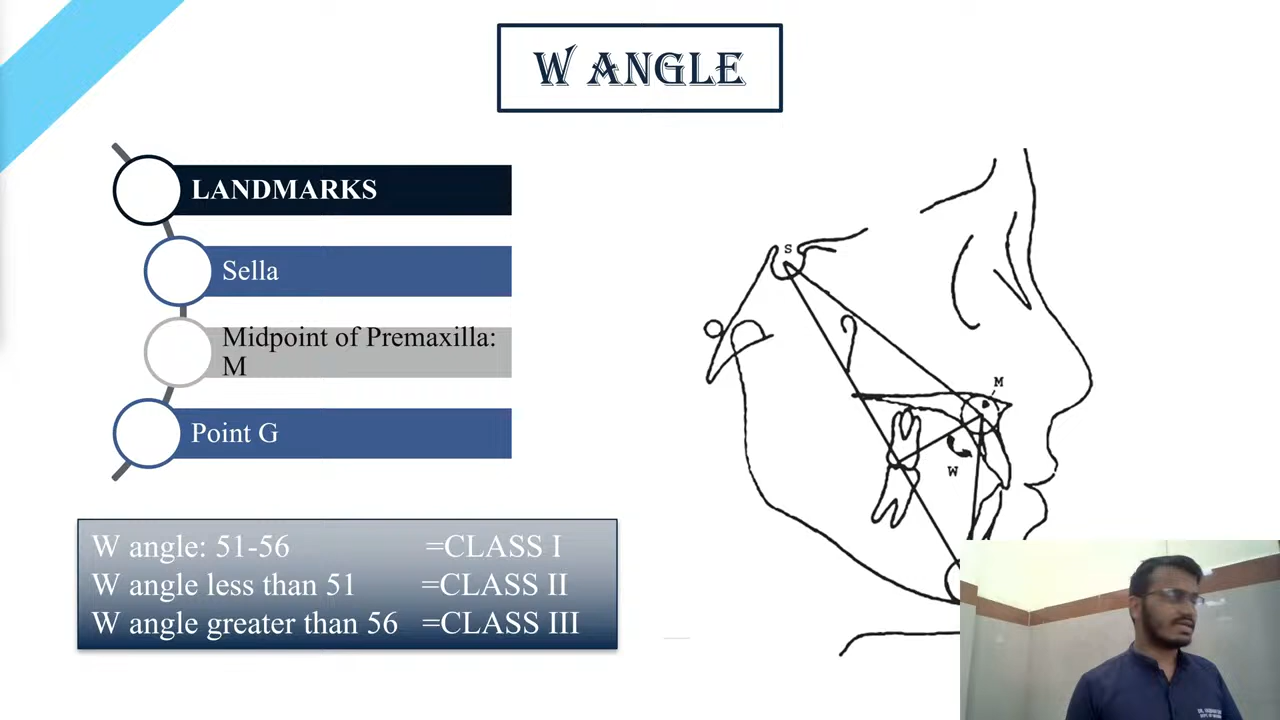 W ANGLE
LANDMARKS
Sella
Midpoint of Premaxilla:
M
Point G
W angle: 51-56 =CLASS I
W angle less than 51 =CLASS II
W angle greater than 56 =CLASS III
S
M
W